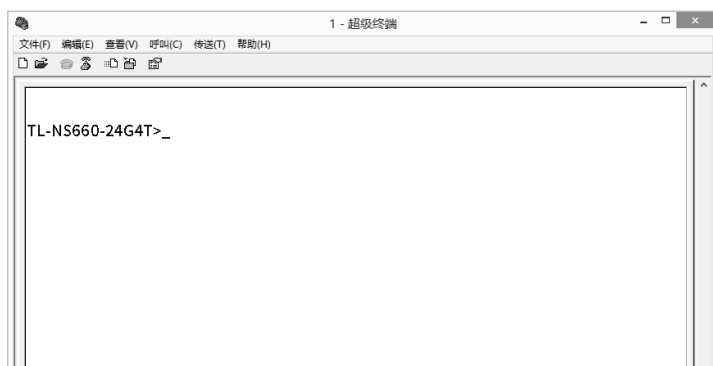 1 - 超级终端
文件(F) 编辑(E) 查看(V) 呼叫(C) 传送(T) 帮助(H)
TL-NS660-24G4T>_